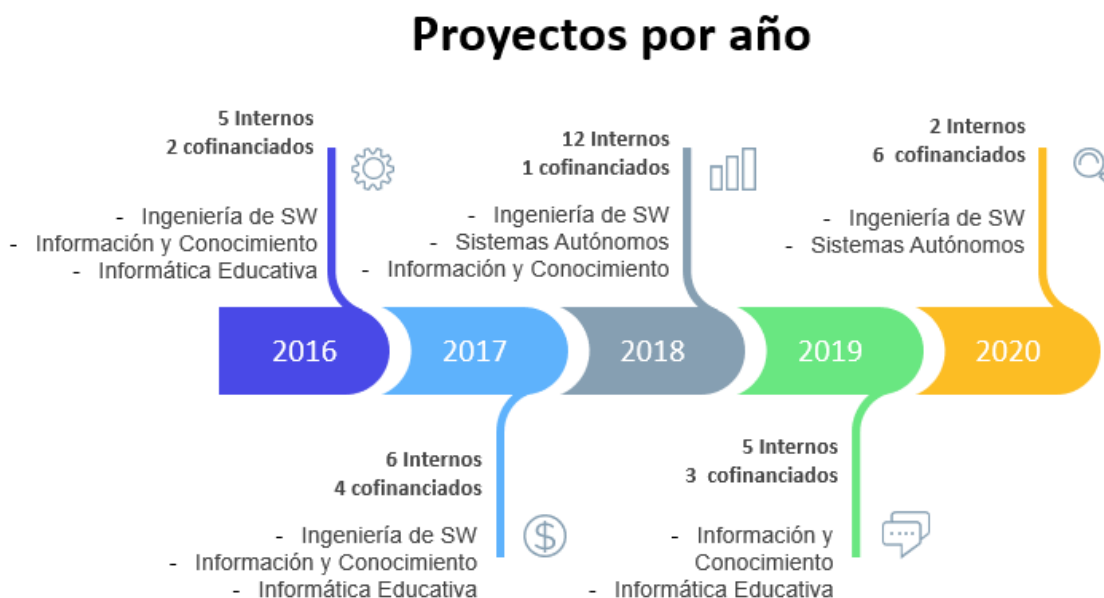 Proyectos por año
5 Internos
2 cofinanciados
- Ingeniería de SW
- Información y Conocimiento
- Informática Educativa
12 Internos
1 cofinanciados
- Ingeniería de SW
- Sistemas Autónomos
- Información y Conocimiento
2 Internos
6 cofinanciados
- Ingeniería de SW
- Sistemas Autónomos
2016
2017
2018
2019
2020
6 Internos
4 cofinanciados
- Ingeniería de SW
- Información y Conocimiento
- Informática Educativa
$
5 Internos
3 cofinanciados
- Información y
Conocimiento
- Informática Educativa